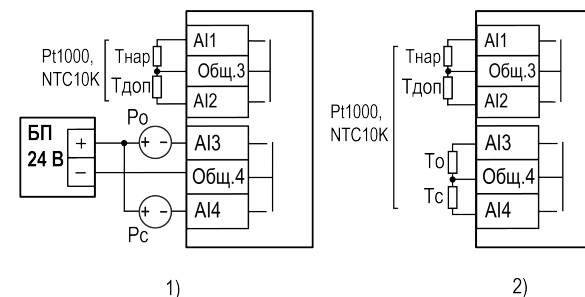 Pt1000,
NTC10K
Тнар
Тдоп
AI1
Общ.3
AI2
БП
24 В
+
−
Ро
+ −
Рс
+ −
AI3
Общ.4
AI4
1)
Pt1000,
NTC10K
Тнар
Тдоп
То
Тс
AI1
Общ.3
AI2
AI3
Общ.4
AI4
2)